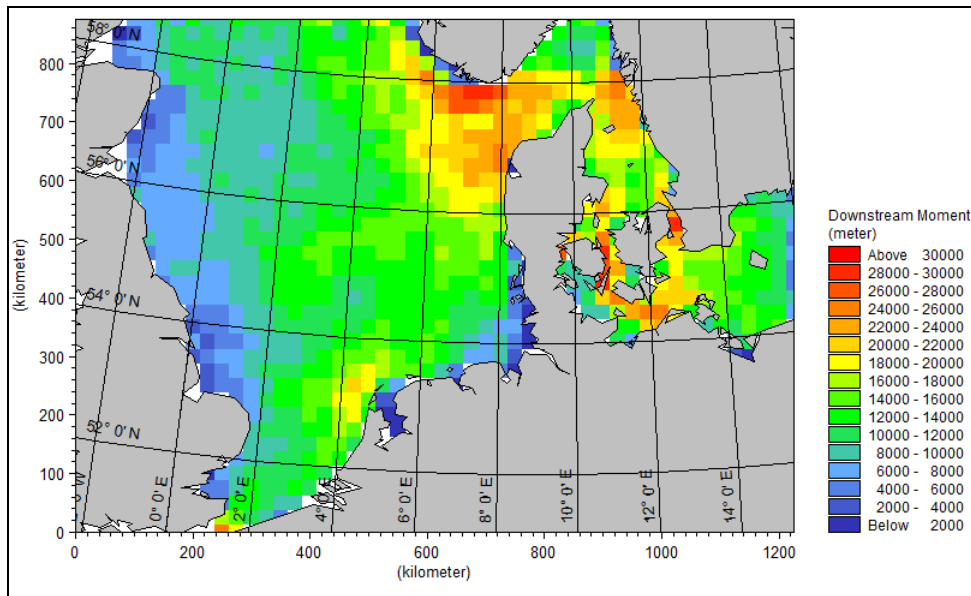 58° 0' N
56° 0' N
54° 0' N
52° 0' N
0° 0' E
2° 0' E
4° 0' E
6° 0' E
8° 0' E
10° 0' E
12° 0' E
14° 0' E
800
700
600
500
400
300
200
100
0
(kilometer)
0 200 400 600 800 1000 1200
(kilometer)
Downstream Moment
(meter)
Above 30000
28000 - 30000
26000 - 28000
24000 - 26000
22000 - 24000
20000 - 22000
18000 - 20000
16000 - 18000
14000 - 16000
12000 - 14000
10000 - 12000
8000 - 10000
6000 - 8000
4000 - 6000
2000 - 4000
Below 2000